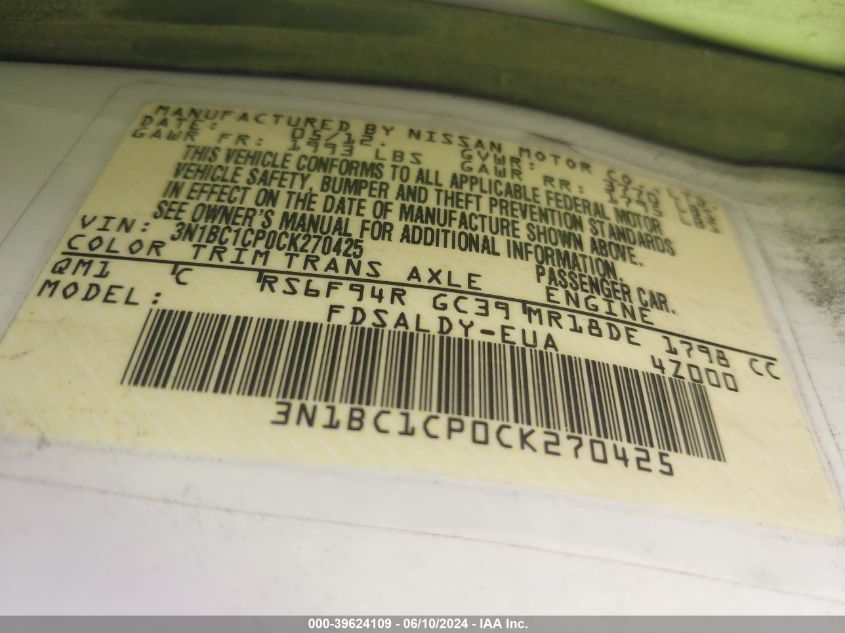 MANUFACTURED BY NISSAN MOTOR CO., LTD.
DATE: 05/12. GVWR:
GAWR FR: 1993 LBS GAWR RR: 1745 LBS
THIS VEHICLE CONFORMS TO ALL APPLICABLE FEDERAL MOTOR
VEHICLE SAFETY, BUMPER AND THEFT PREVENTION STANDARDS
IN EFFECT ON THE DATE OF MANUFACTURE SHOWN ABOVE.
SEE OWNER'S MANUAL FOR ADDITIONAL INFORMATION.
VIN: 3N1BC1CP0CK270425 PASSENGER CAR.
COLOR TRIM TRANS AXLE ENGINE
QM1 C RS6F94R GC39 MR18DE 1798 CC
MODEL: FDSALDY-EUA 4Z000
3N1BC1CP0CK270425
000-39624109 - 06/10/2024 - IAA Inc.